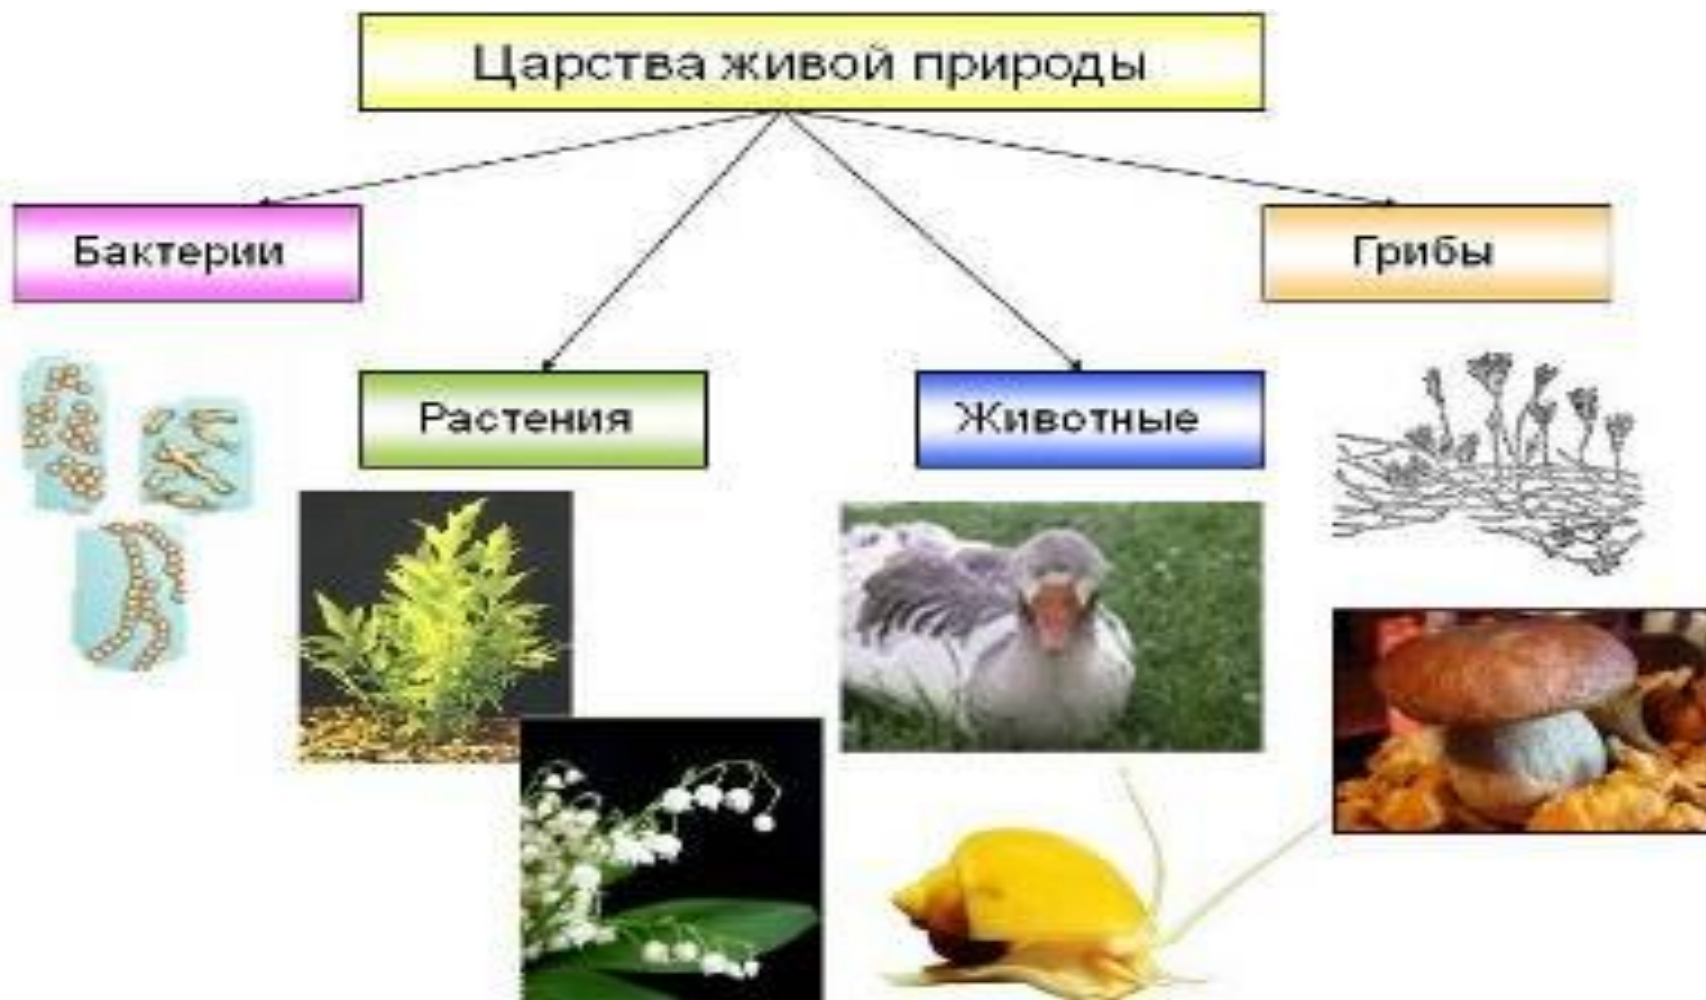 Царства живой природы
Бактерии
Грибы
Растения
Животные